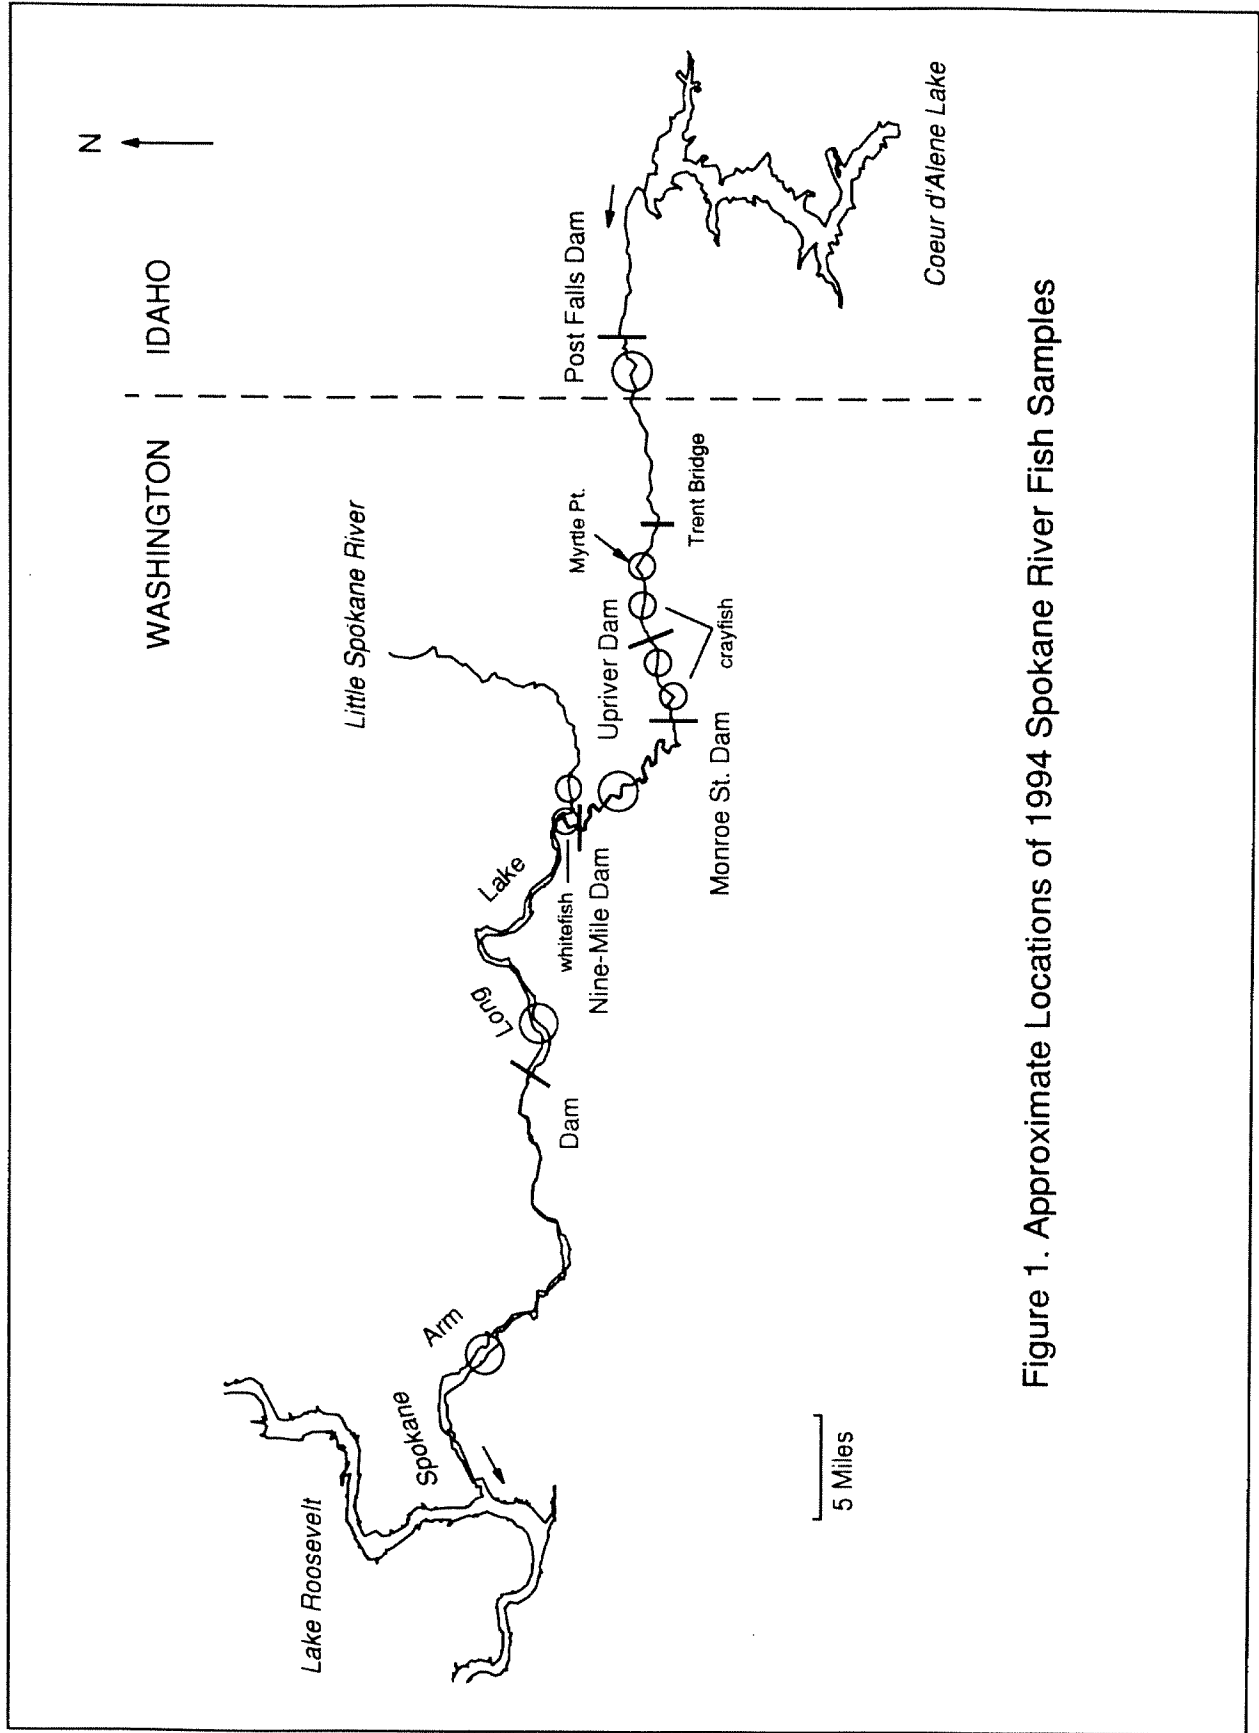 N
WASHINGTON
IDAHO
Lake Roosevelt
Little Spokane River
Spokane
Arm
Long
Lake
Dam
whitefish
Nine-Mile Dam
Upriver Dam
Myrtle Pt.
Post Falls Dam
Monroe St. Dam
crayfish
Trent Bridge
Coeur d'Alene Lake
5 Miles
Figure 1. Approximate Locations of 1994 Spokane River Fish Samples